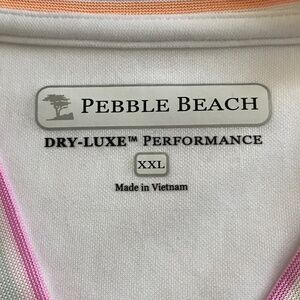 PEBBLE BEACH
DRY-LUXE™ PERFORMANCE
XXL
Made in Vietnam